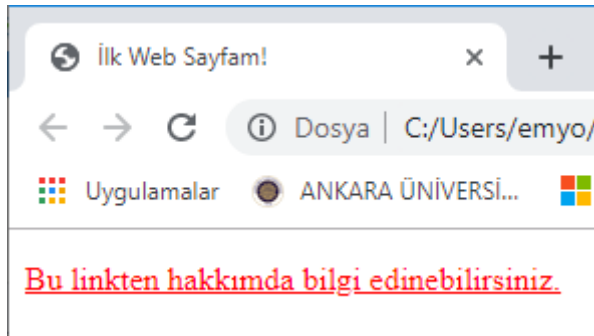 İlk Web Sayfam!
Dosya | C:/Users/emyo/
Uygulamalar ANKARA ÜNİVERSİ...
Bu linkten hakkımda bilgi edinebilirsiniz.